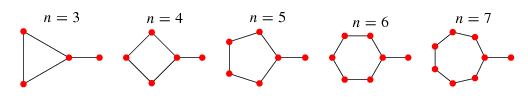 n = 3 n = 4 n = 5 n = 6 n = 7